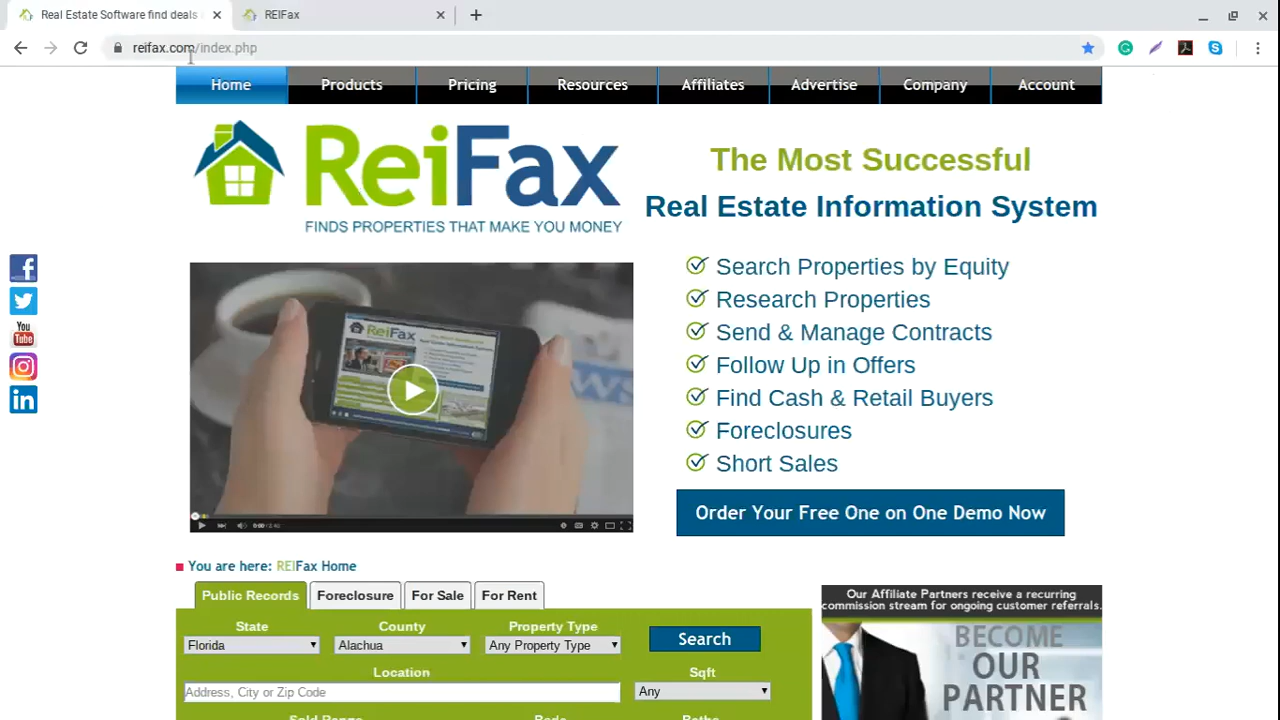 Real Estate Software find deals
REIFax
reifax.com/index.php
Home
Products
Pricing
Resources
Affiliates
Advertise
Company
Account
ReiFax
FINDS PROPERTIES THAT MAKE YOU MONEY
The Most Successful
Real Estate Information System
Search Properties by Equity
Research Properties
Send & Manage Contracts
Follow Up in Offers
Find Cash & Retail Buyers
Foreclosures
Short Sales
Order Your Free One on One Demo Now
You Tube
ReiFax
You are here: REIFax Home
Public Records
Foreclosure
For Sale
For Rent
State
County
Property Type
Florida
Alachua
Any Property Type
Search
Location
Sqft
Address, City or Zip Code
Any
Our Affiliate Partners receive a recurring
commission stream for ongoing customer referrals.
BECOME
OUR
PARTNER